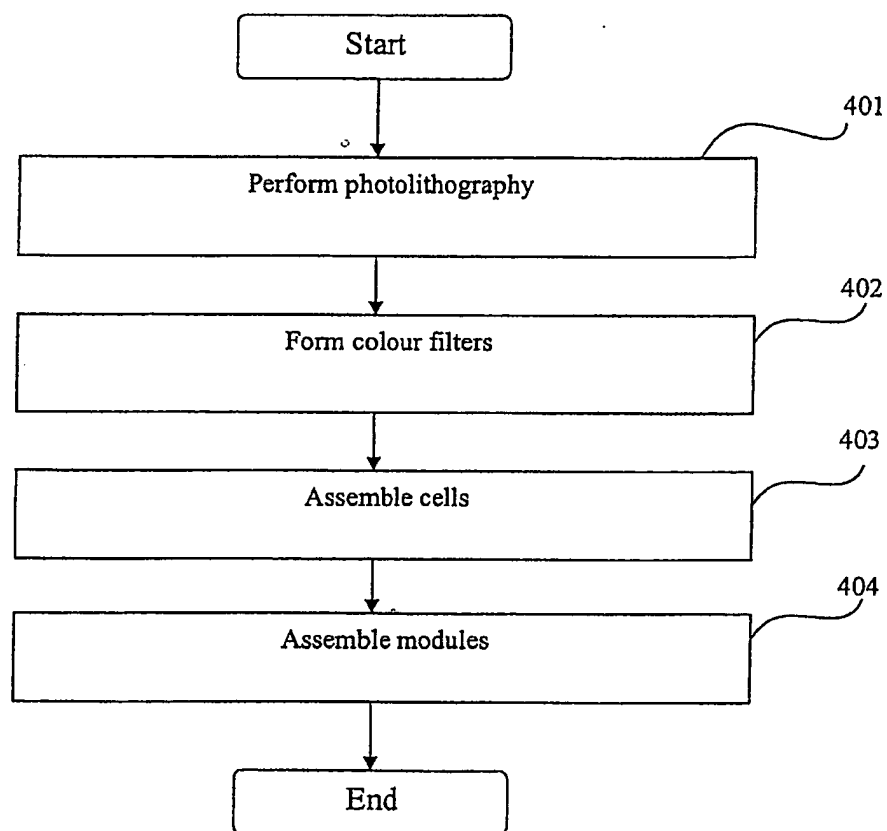 Start
401
Perform photolithography
402
Form colour filters
403
Assemble cells
404
Assemble modules
End